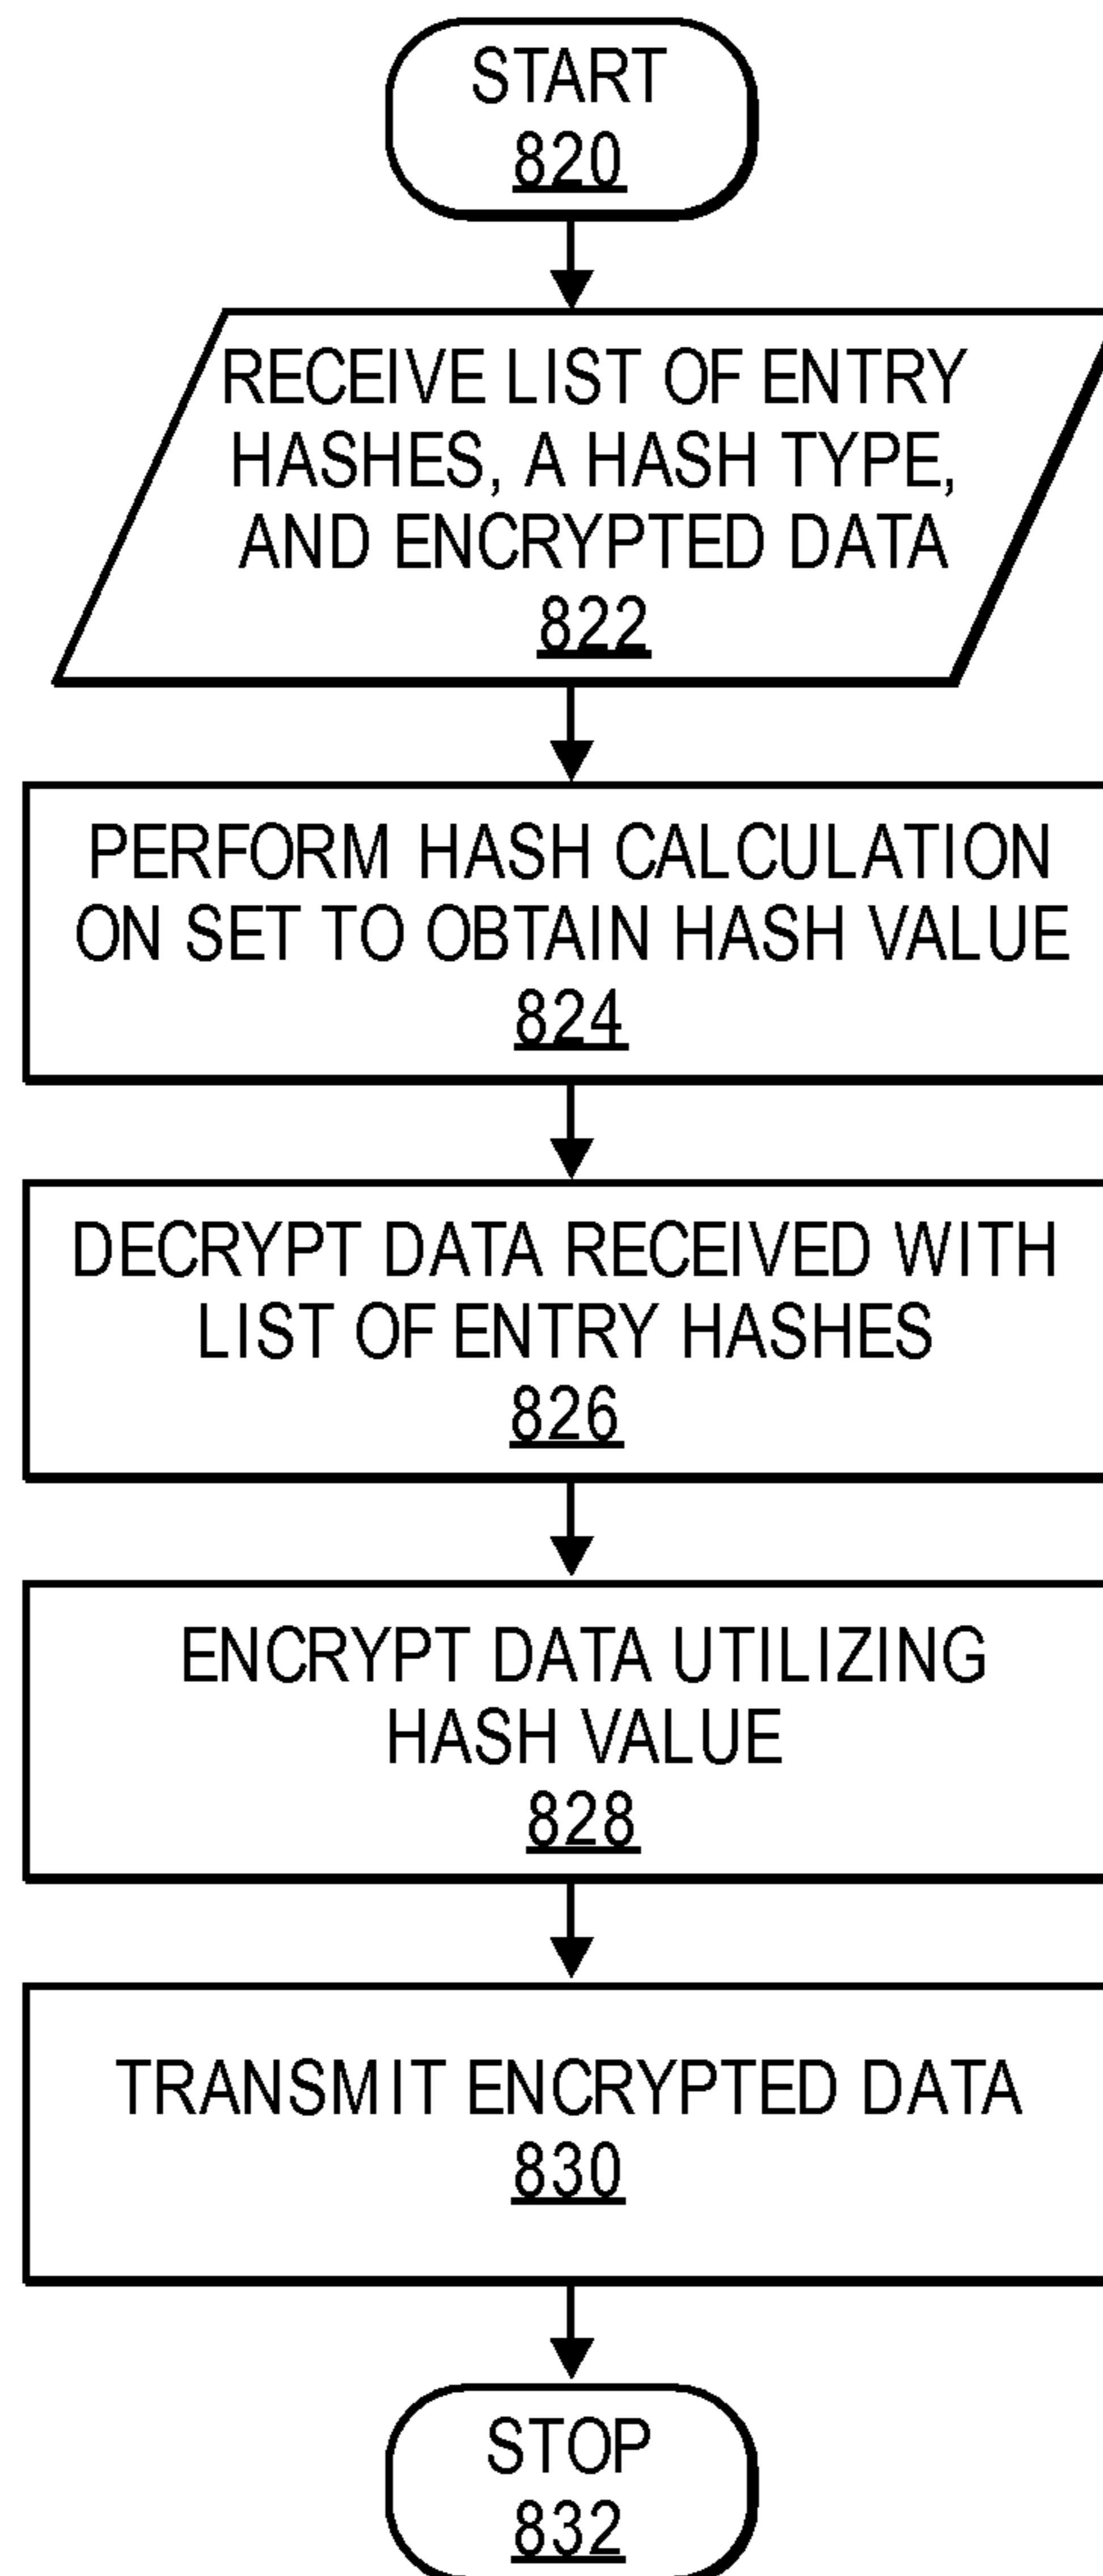 START
820
RECEIVE LIST OF ENTRY
HASHES, A HASH TYPE,
AND ENCRYPTED DATA
822
PERFORM HASH CALCULATION
ON SET TO OBTAIN HASH VALUE
824
DECRYPT DATA RECEIVED WITH
LIST OF ENTRY HASHES
826
ENCRYPT DATA UTILIZING
HASH VALUE
828
TRANSMIT ENCRYPTED DATA
830
STOP
832